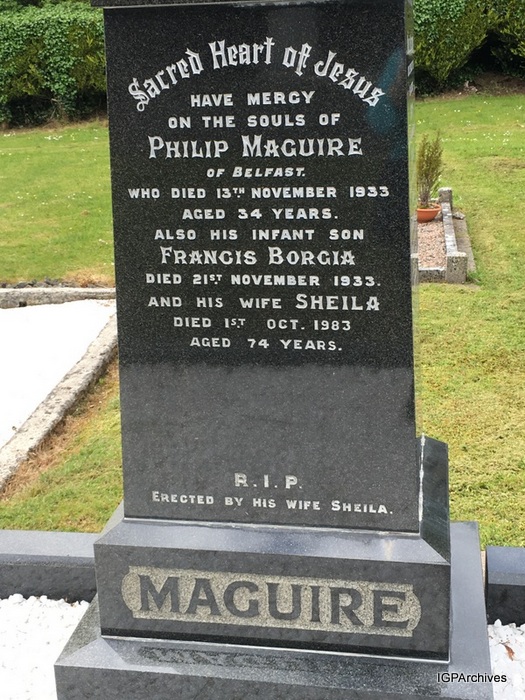 Sacred Heart of Jesus
HAVE MERCY
ON THE SOULS OF
PHILIP MAGUIRE
OF BELFAST.
WHO DIED 13TH NOVEMBER 1933
AGED 34 YEARS.
ALSO HIS INFANT SON
FRANCIS BORGIA
DIED 21ST NOVEMBER 1933.
AND HIS WIFE SHEILA
DIED 1ST OCT. 1983
AGED 74 YEARS.
R.I.P.
ERECTED BY HIS WIFE SHEILA.
MAGUIRE
IGPArchives